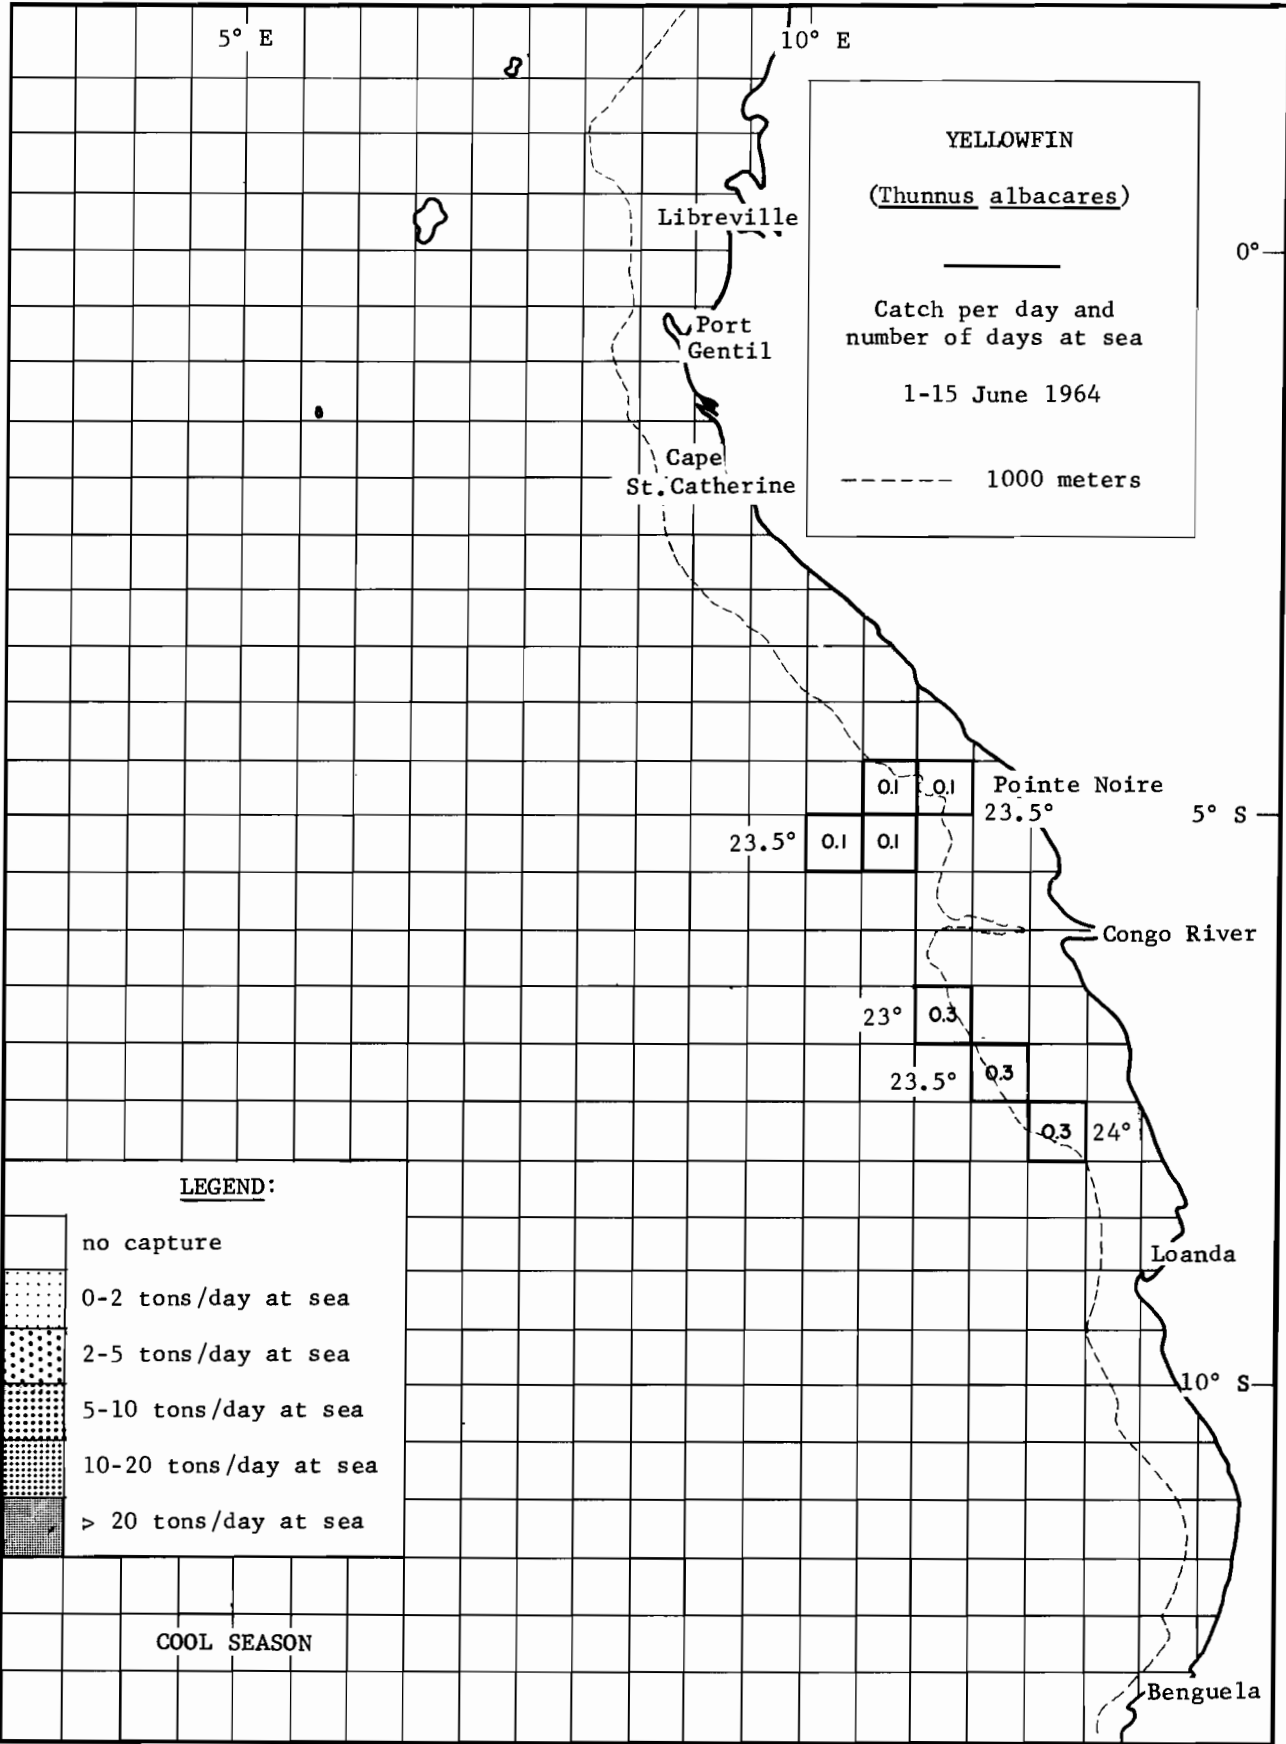 5° E
10° E
YELLOWFIN
(Thunnus albacares)
Libreville
0°
Catch per day and
number of days at sea
Port
Gentil
1-15 June 1964
Cape
St. Catherine
1000 meters
0.1
0.1
Pointe Noire
23.5°
5° S
23.5°
0.1
0.1
Congo River
23°
0.3
23.5°
0.3
0.3
24°
LEGEND:
no capture
Loanda
0-2 tons/day at sea
2-5 tons/day at sea
10° S
5-10 tons/day at sea
10-20 tons/day at sea
> 20 tons/day at sea
COOL SEASON
Benguela